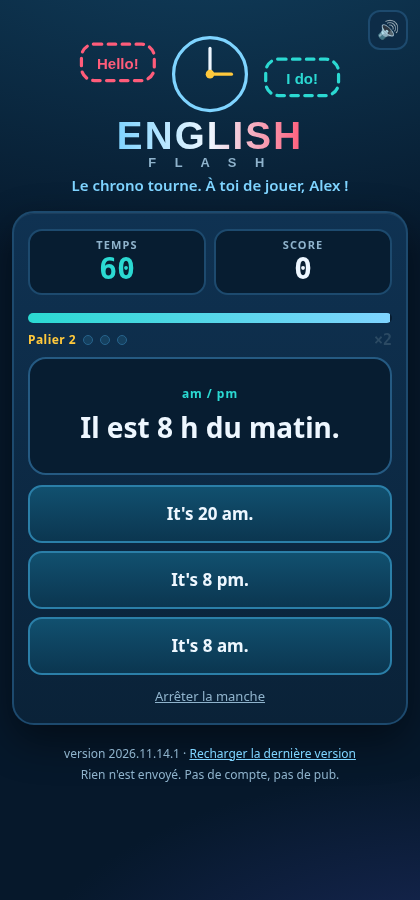 🔊
Hello!
I do!
ENGLISH
FLASH
Le chrono tourne. À toi de jouer, Alex !
TEMPS
60
SCORE
0
Palier 2
×2
am / pm
Il est 8 h du matin.
It's 20 am.
It's 8 pm.
It's 8 am.
Arrêter la manche
version 2026.11.14.1 · Recharger la dernière version
Rien n'est envoyé. Pas de compte, pas de pub.